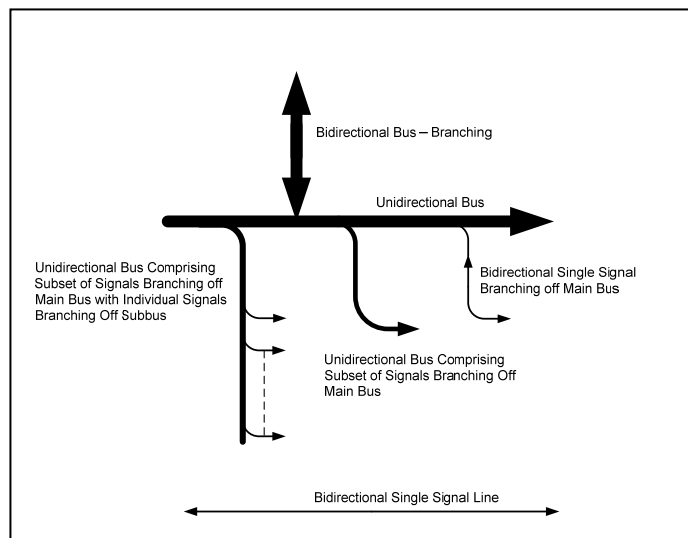 Bidirectional Bus – Branching
Unidirectional Bus
Unidirectional Bus Comprising
Subset of Signals Branching off
Main Bus with Individual Signals
Branching Off Subbus
Bidirectional Single Signal
Branching off Main Bus
Unidirectional Bus Comprising
Subset of Signals Branching Off
Main Bus
Bidirectional Single Signal Line